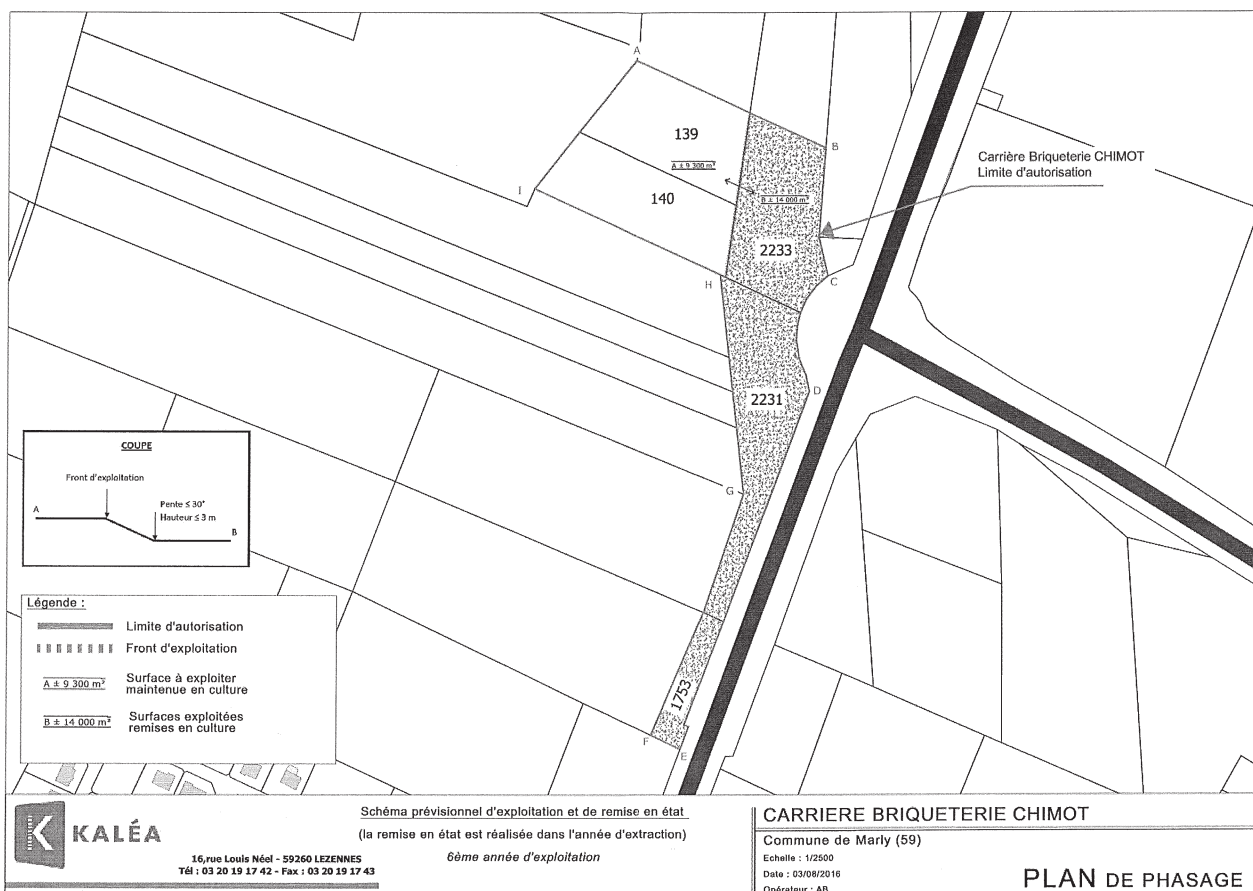 A
139
B
Carrière Briqueterie CHIMOT
Limite d'autorisation
A ± 9 300 m²
I
140
B ± 14 000 m²
2233
H
C
D
2231
COUPE
Front d'exploitation
Pente ≤ 30°
A
Hauteur ≤ 3 m
B
G
Légende :
Limite d'autorisation
Front d'exploitation
A ± 9 300 m²
Surface à exploiter
maintenue en culture
B ± 14 000 m²
Surfaces exploitées
remises en culture
1753
F
E
K KALÉA
16,rue Louis Néel - 59260 LEZENNES
Tél : 03 20 19 17 42 - Fax : 03 20 19 17 43
Schéma prévisionnel d'exploitation et de remise en état
(la remise en état est réalisée dans l'année d'extraction)
6ème année d'exploitation
CARRIERE BRIQUETERIE CHIMOT
Commune de Marly (59)
Echelle : 1/2500
Date : 03/08/2016
Opérateur : AB
PLAN DE PHASAGE